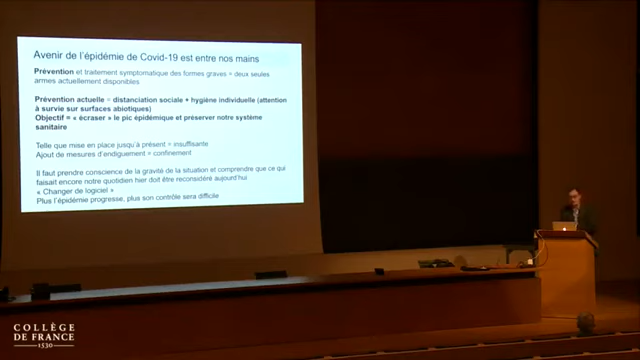 Avenir de l'épidémie de Covid-19 est entre nos mains
Prévention et traitement symptomatique des formes graves = deux seules
armes actuellement disponibles
Prévention actuelle = distanciation sociale + hygiène individuelle (attention
à survie sur surfaces abiotiques)
Objectif = « écraser » le pic épidémique et préserver notre système
sanitaire
Telle que mise en place jusqu'à présent = insuffisante
Ajout de mesures d'endiguement = confinement
Il faut prendre conscience de la gravité de la situation et comprendre que ce qui
faisait encore notre quotidien hier doit être reconsidéré aujourd'hui
« Changer de logiciel »
Plus l'épidémie progresse, plus son contrôle sera difficile
COLLÈGE
DE FRANCE
1530